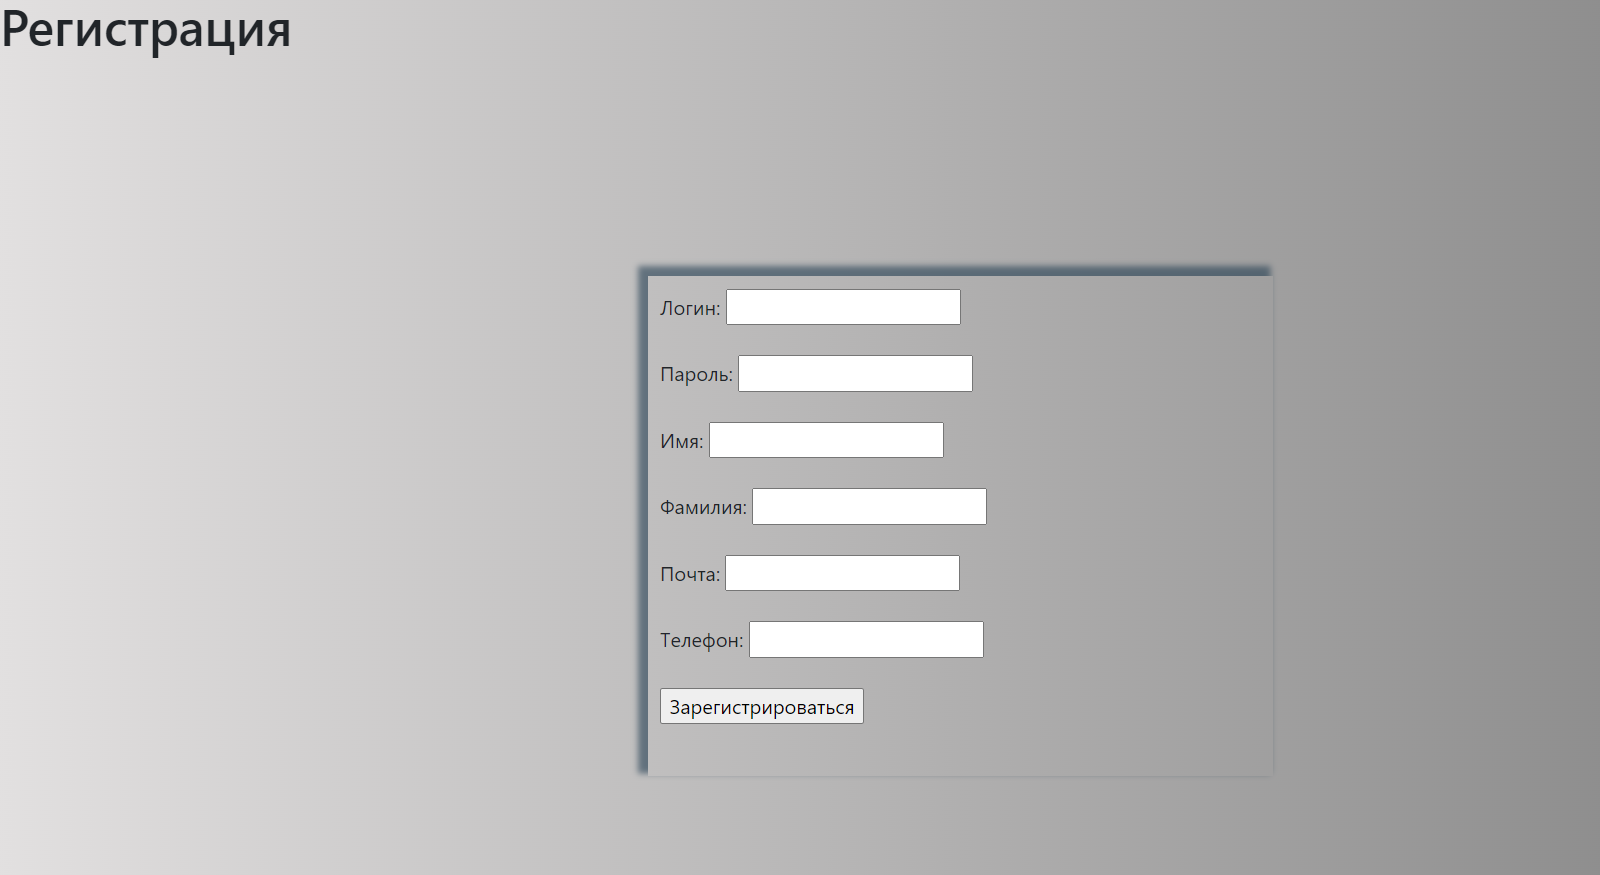 Регистрация
Логин:
Пароль:
Имя:
Фамилия:
Почта:
Телефон:
Зарегистрироваться